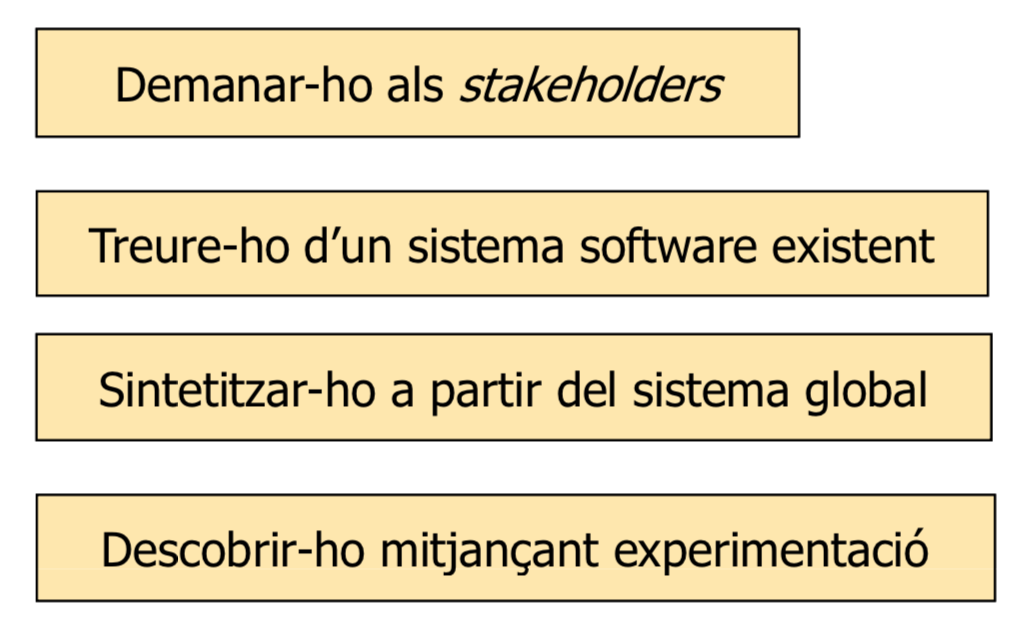 Demanar-ho als stakeholders
Treure-ho d’un sistema software existent
Sintetitzar-ho a partir del sistema global
Descobrir-ho mitjançant experimentació